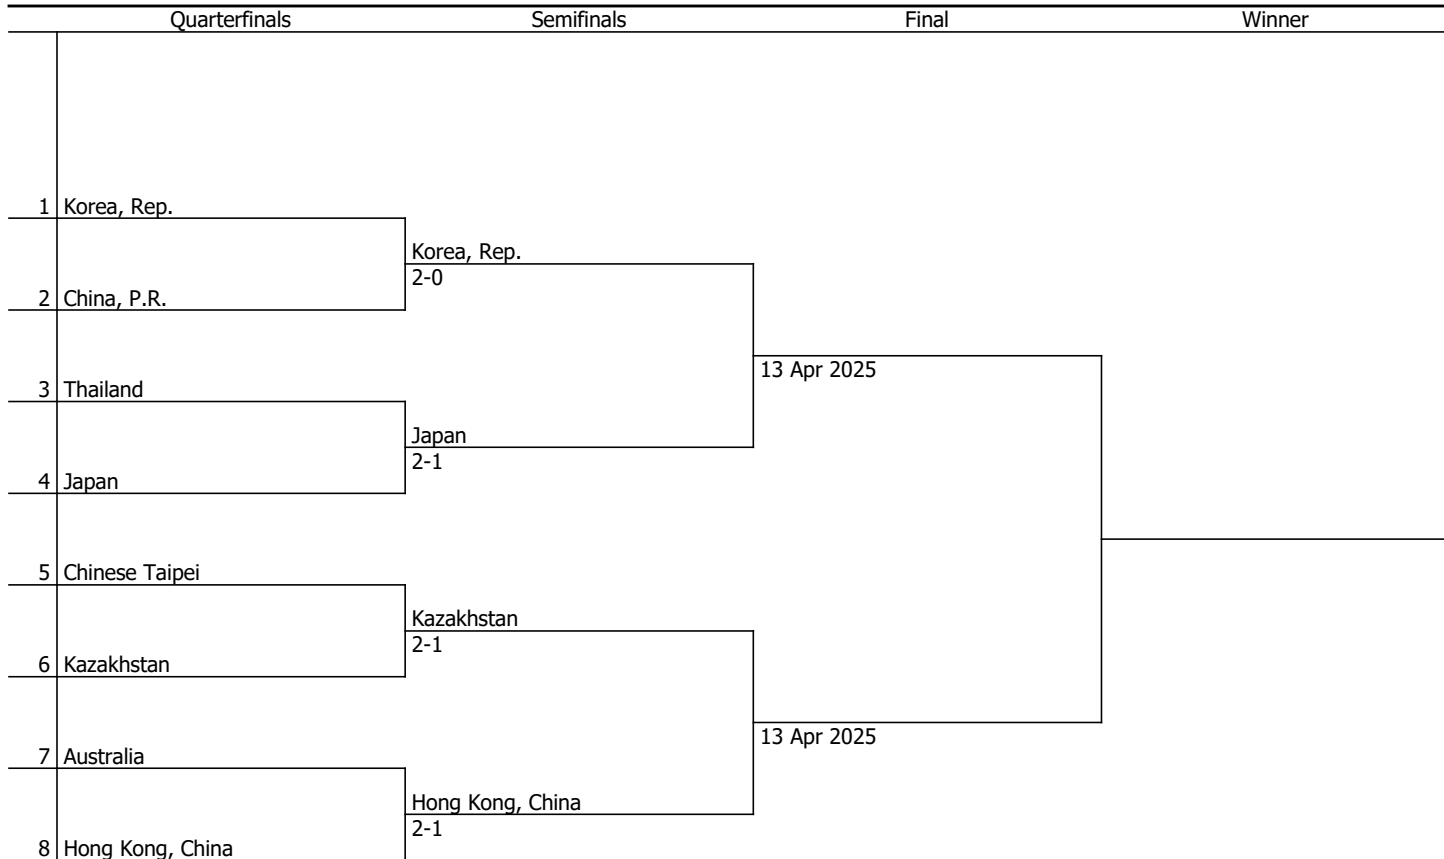 Quarterfinals Semifinals Final Winner
1 Korea, Rep.
Korea, Rep.
2-0
2 China, P.R.
13 Apr 2025
3 Thailand
Japan
2-1
4 Japan
5 Chinese Taipei
Kazakhstan
2-1
6 Kazakhstan
13 Apr 2025
7 Australia
Hong Kong, China
2-1
8 Hong Kong, China